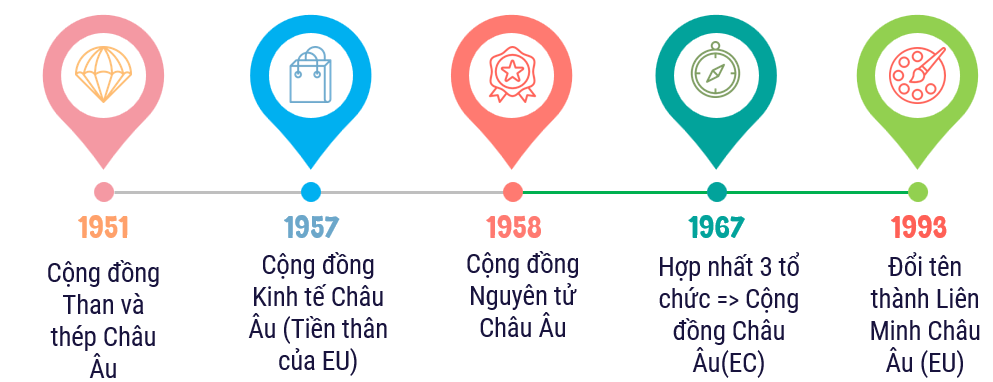 1951
Cộng đồng
Than và
thép Châu
Âu
1957
Cộng đồng
Kinh tế Châu
Âu (Tiền thân
của EU)
1958
Cộng đồng
Nguyên tử
Châu Âu
1967
Hợp nhất 3 tổ
chức => Cộng
đồng Châu
Âu(EC)
1993
Đổi tên
thành Liên
Minh Châu
Âu (EU)